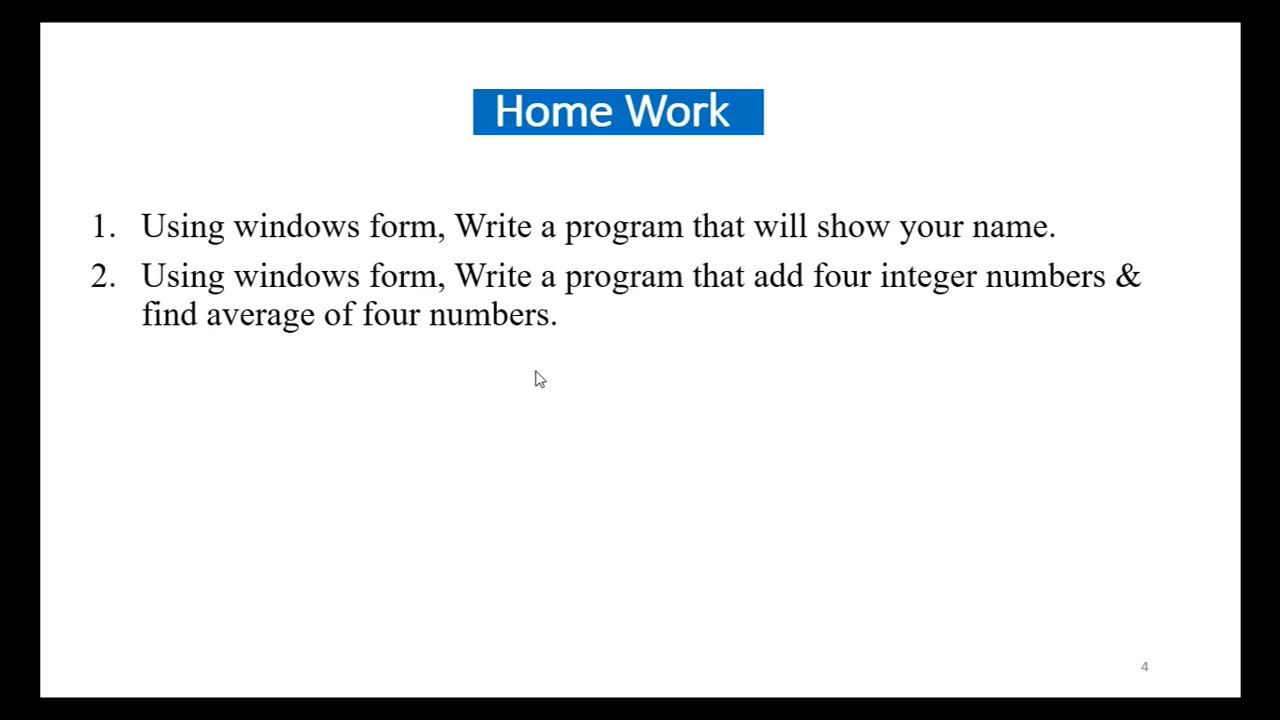 Home Work
1. Using windows form, Write a program that will show your name.
2. Using windows form, Write a program that add four integer numbers &
find average of four numbers.
4